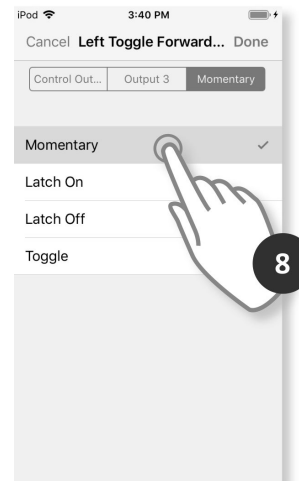 iPod 3:40 PM
Cancel Left Toggle Forward... Done
Control Out... Output 3 Momentary
Momentary
Latch On
Latch Off
Toggle
8